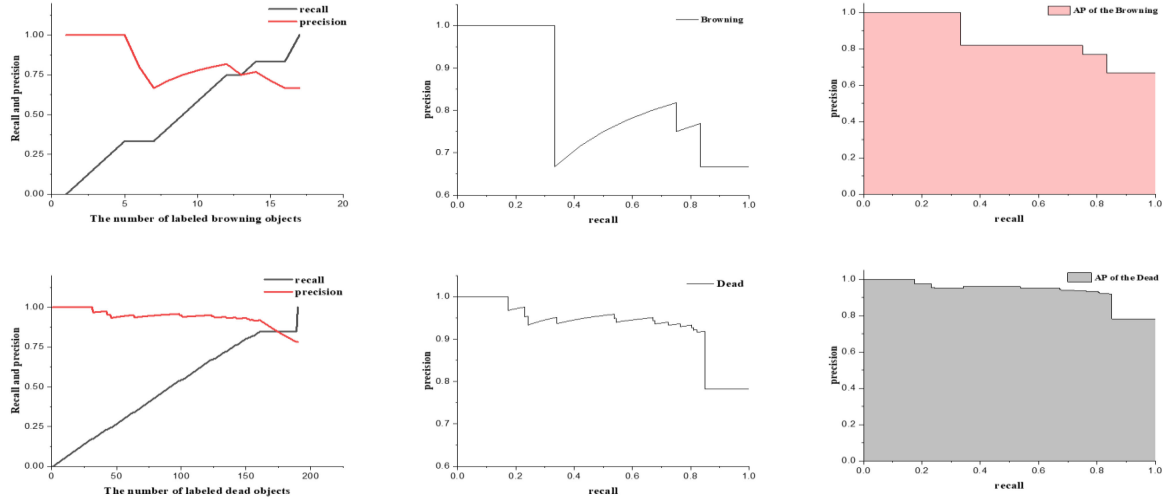 recall
precision
1.00
0.75
0.50
0.25
0.00
Recall and precision
0 5 10 15 20
The number of labeled browning objects
Browning
1.0
0.9
0.8
0.7
0.6
precision
0.0 0.2 0.4 0.6 0.8 1.0
recall
AP of the Browning
1.0
0.8
0.6
0.4
0.2
0.0
precision
0.0 0.2 0.4 0.6 0.8 1.0
recall
recall
precision
1.00
0.75
0.50
0.25
0.00
Recall and precision
0 50 100 150 200
The number of labeled dead objects
Dead
1.0
0.9
0.8
0.7
0.6
precision
0.0 0.2 0.4 0.6 0.8 1.0
recall
AP of the Dead
1.0
0.8
0.6
0.4
0.2
0.0
precision
0.0 0.2 0.4 0.6 0.8 1.0
recall